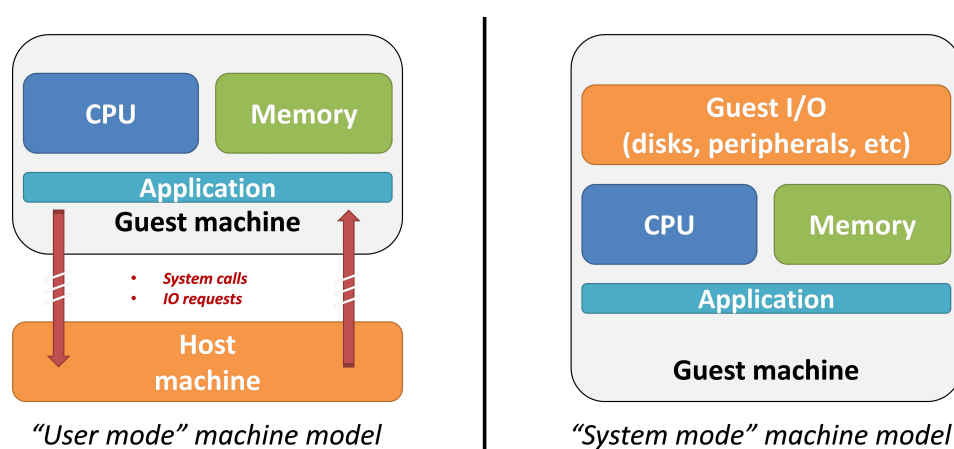 CPU
Memory
Application
Guest machine
• System calls
• IO requests
Host
machine
“User mode” machine model
Guest I/O
(disks, peripherals, etc)
CPU
Memory
Application
Guest machine
“System mode” machine model